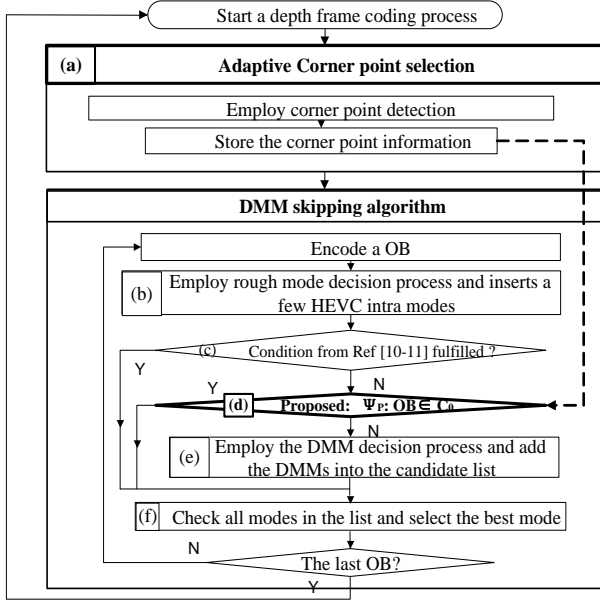 Start a depth frame coding process
(a)
Adaptive Corner point selection
Employ corner point detection
Store the corner point information
DMM skipping algorithm
Encode a OB
(b)
Employ rough mode decision process and inserts a
few HEVC intra modes
(c)
Condition from Ref [10-11] fulfilled ?
Y
N
Y
(d)
Proposed: ΨP: OB∈ C0
N
(e)
Employ the DMM decision process and add
the DMMs into the candidate list
(f)
Check all modes in the list and select the best mode
N
The last OB?
Y